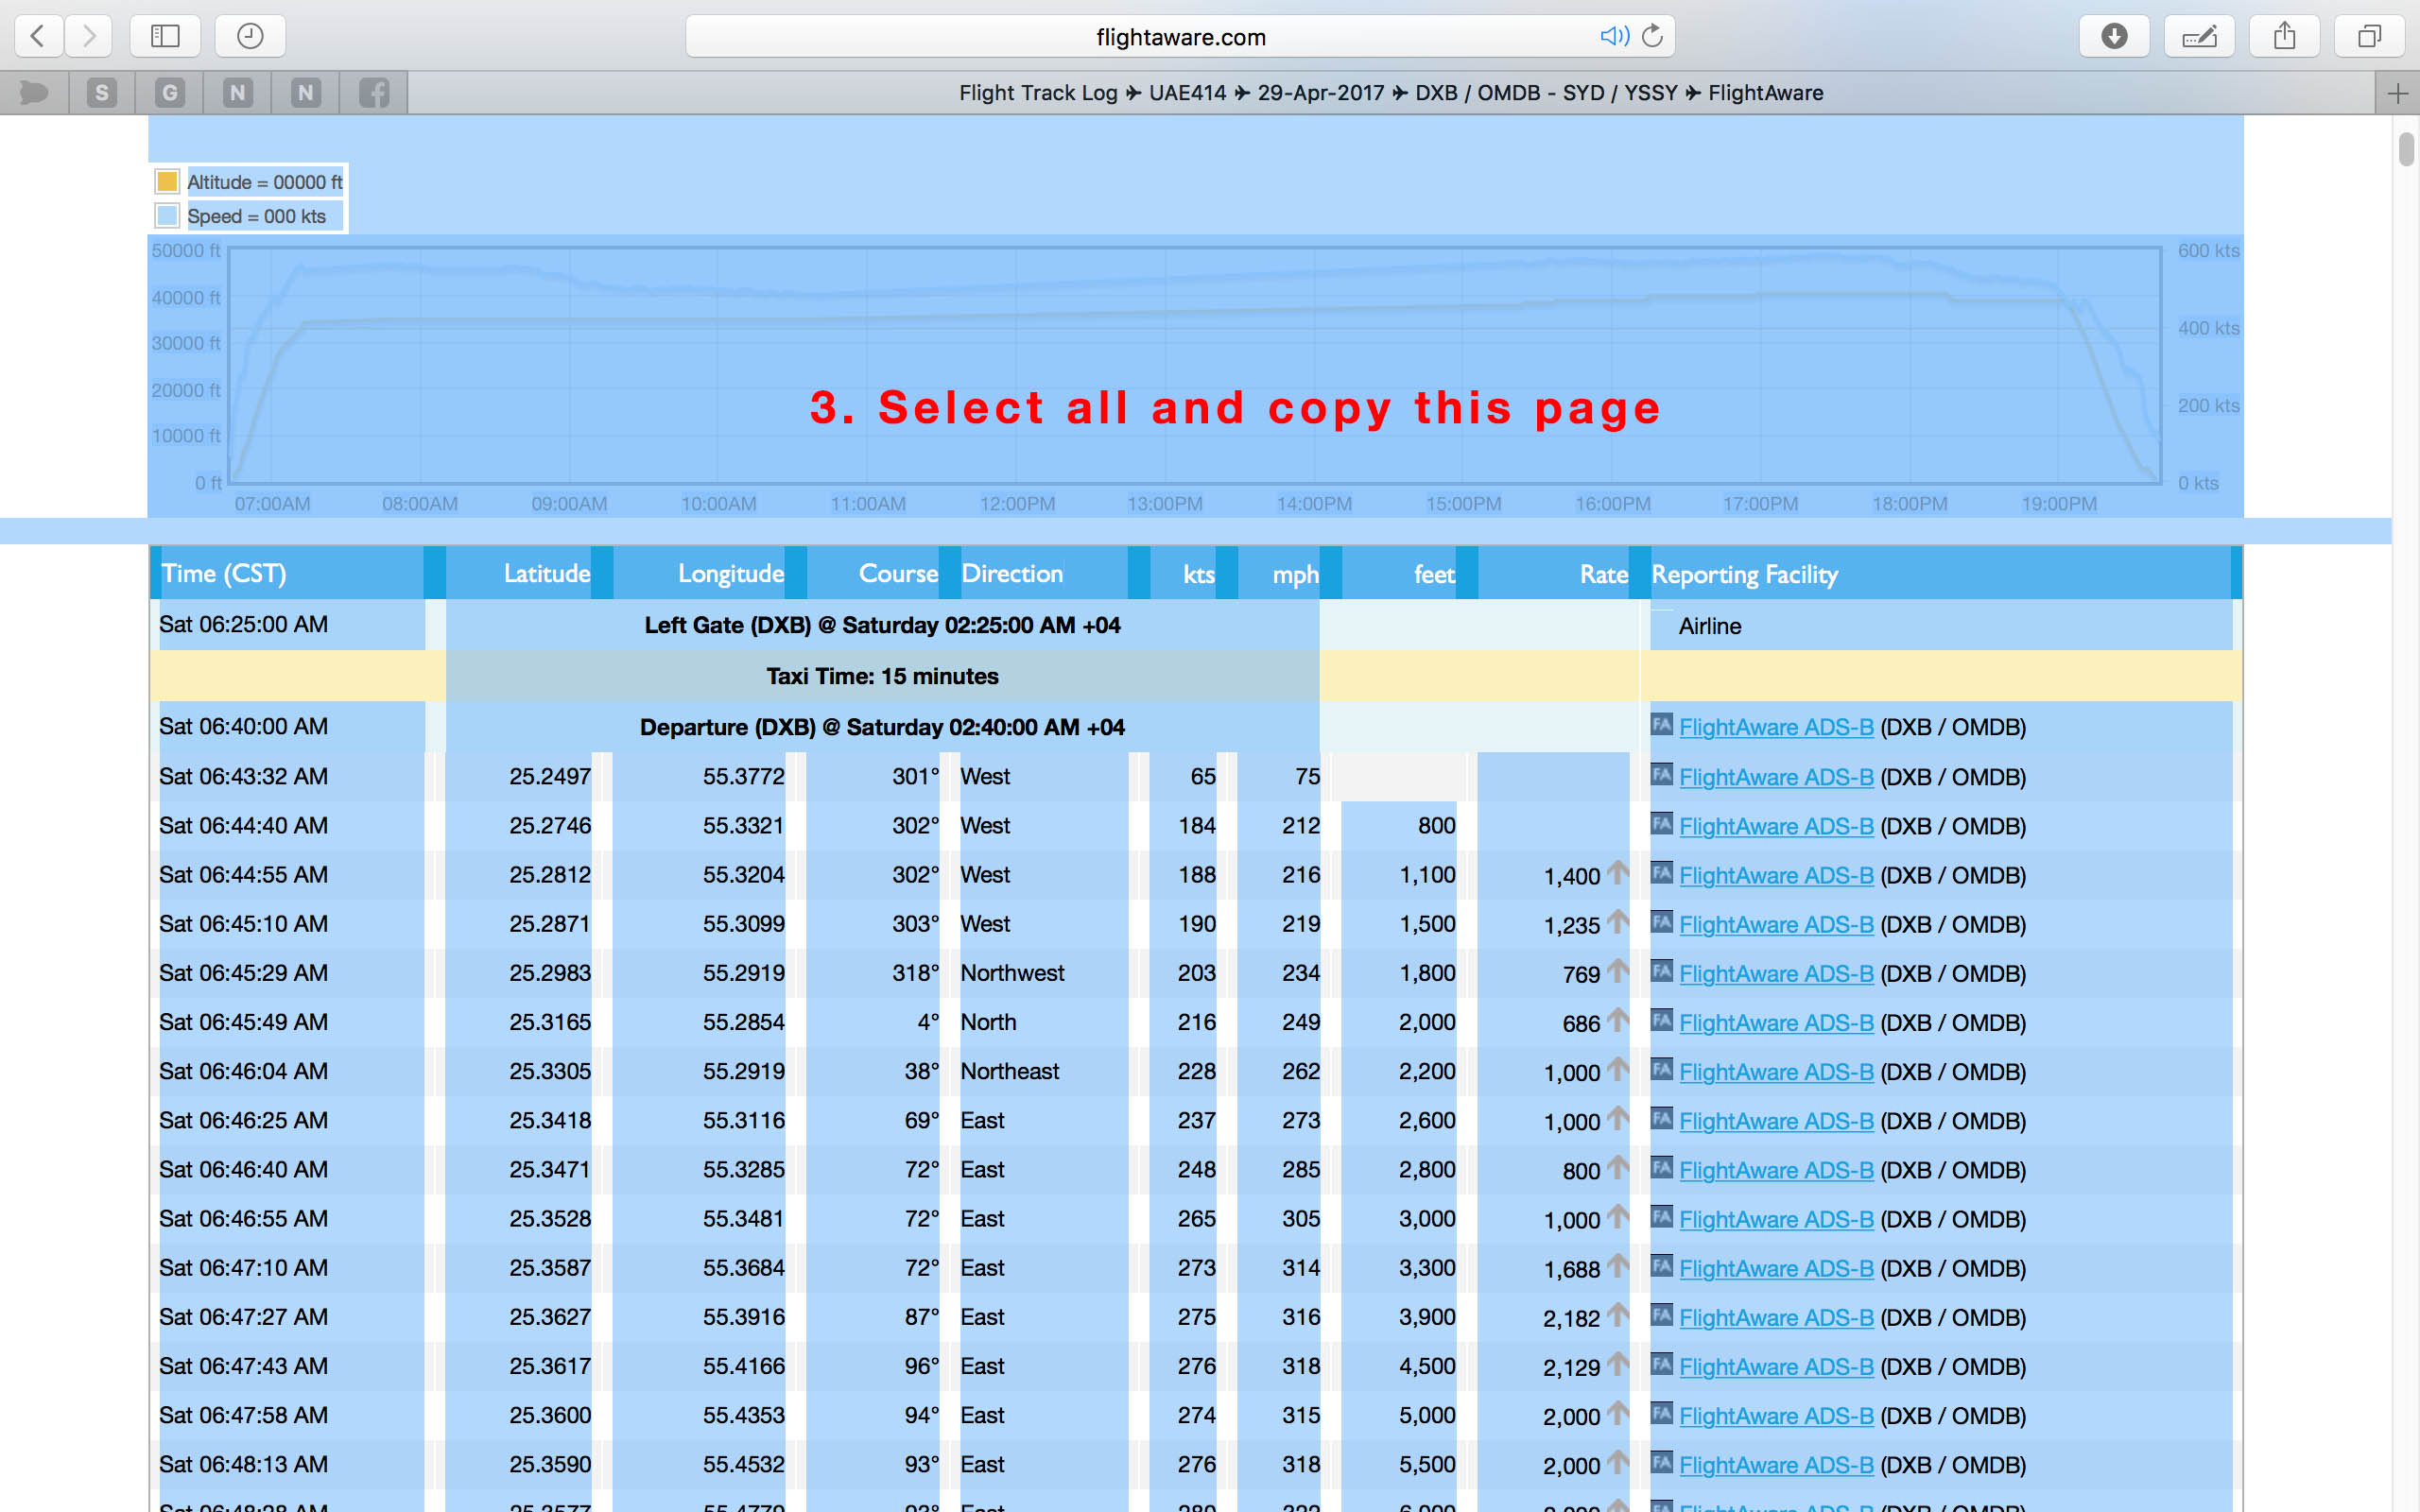 flightaware.com
S G N N f
Flight Track Log ✈ UAE414 ✈ 29-Apr-2017 ✈ DXB / OMDB - SYD / YSSY ✈ FlightAware
Altitude = 00000 ft
Speed = 000 kts
50000 ft 600 kts
40000 ft
30000 ft 400 kts
20000 ft
3. Select all and copy this page
200 kts
10000 ft
0 ft 0 kts
07:00AM 08:00AM 09:00AM 10:00AM 11:00AM 12:00PM 13:00PM 14:00PM 15:00PM 16:00PM 17:00PM 18:00PM 19:00PM
Time (CST) Latitude Longitude Course Direction kts mph feet Rate Reporting Facility
Sat 06:25:00 AM Left Gate (DXB) @ Saturday 02:25:00 AM +04 Airline
Taxi Time: 15 minutes
Sat 06:40:00 AM Departure (DXB) @ Saturday 02:40:00 AM +04 FA FlightAware ADS-B (DXB / OMDB)
Sat 06:43:32 AM 25.2497 55.3772 301° West 65 75 FA FlightAware ADS-B (DXB / OMDB)
Sat 06:44:40 AM 25.2746 55.3321 302° West 184 212 800 FA FlightAware ADS-B (DXB / OMDB)
Sat 06:44:55 AM 25.2812 55.3204 302° West 188 216 1,100 1,400 FA FlightAware ADS-B (DXB / OMDB)
Sat 06:45:10 AM 25.2871 55.3099 303° West 190 219 1,500 1,235 FA FlightAware ADS-B (DXB / OMDB)
Sat 06:45:29 AM 25.2983 55.2919 318° Northwest 203 234 1,800 769 FA FlightAware ADS-B (DXB / OMDB)
Sat 06:45:49 AM 25.3165 55.2854 4° North 216 249 2,000 686 FA FlightAware ADS-B (DXB / OMDB)
Sat 06:46:04 AM 25.3305 55.2919 38° Northeast 228 262 2,200 1,000 FA FlightAware ADS-B (DXB / OMDB)
Sat 06:46:25 AM 25.3418 55.3116 69° East 237 273 2,600 1,000 FA FlightAware ADS-B (DXB / OMDB)
Sat 06:46:40 AM 25.3471 55.3285 72° East 248 285 2,800 800 FA FlightAware ADS-B (DXB / OMDB)
Sat 06:46:55 AM 25.3528 55.3481 72° East 265 305 3,000 1,000 FA FlightAware ADS-B (DXB / OMDB)
Sat 06:47:10 AM 25.3587 55.3684 72° East 273 314 3,300 1,688 FA FlightAware ADS-B (DXB / OMDB)
Sat 06:47:27 AM 25.3627 55.3916 87° East 275 316 3,900 2,182 FA FlightAware ADS-B (DXB / OMDB)
Sat 06:47:43 AM 25.3617 55.4166 96° East 276 318 4,500 2,129 FA FlightAware ADS-B (DXB / OMDB)
Sat 06:47:58 AM 25.3600 55.4353 94° East 274 315 5,000 2,000 FA FlightAware ADS-B (DXB / OMDB)
Sat 06:48:13 AM 25.3590 55.4532 93° East 276 318 5,500 2,000 FA FlightAware ADS-B (DXB / OMDB)